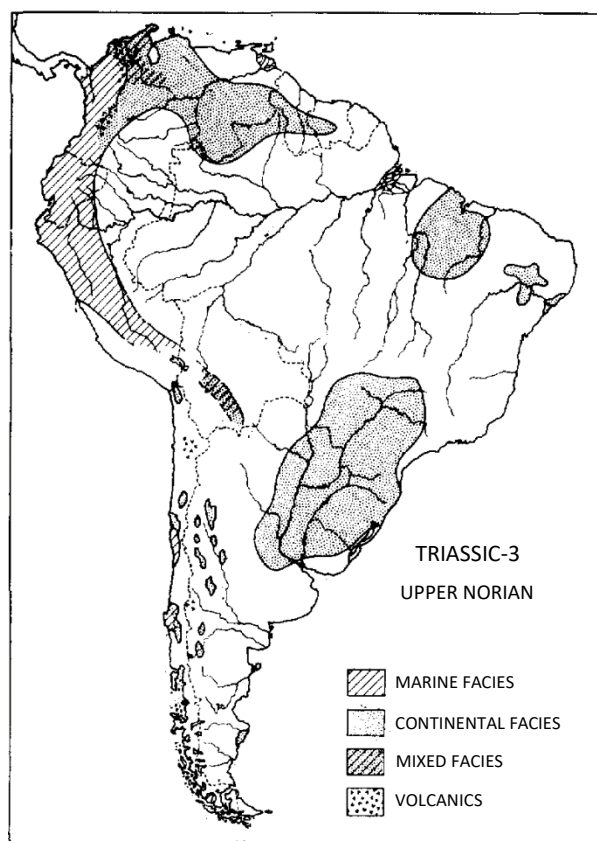 TRIASSIC-3
UPPER NORIAN
MARINE FACIES
CONTINENTAL FACIES
MIXED FACIES
VOLCANICS